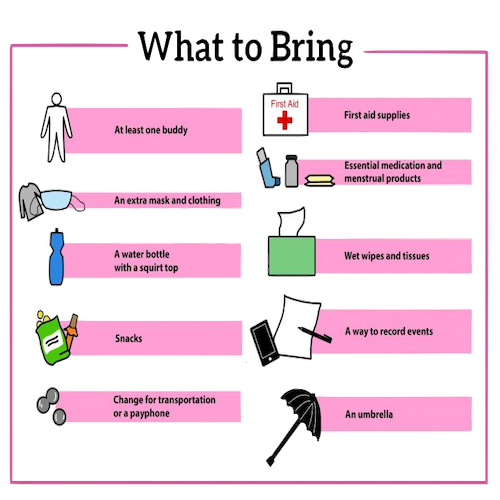 What to Bring
At least one buddy
An extra mask and clothing
A water bottle
with a squirt top
Snacks
Change for transportation
or a payphone
First Aid
First aid supplies
Essential medication and
menstrual products
Wet wipes and tissues
A way to record events
An umbrella